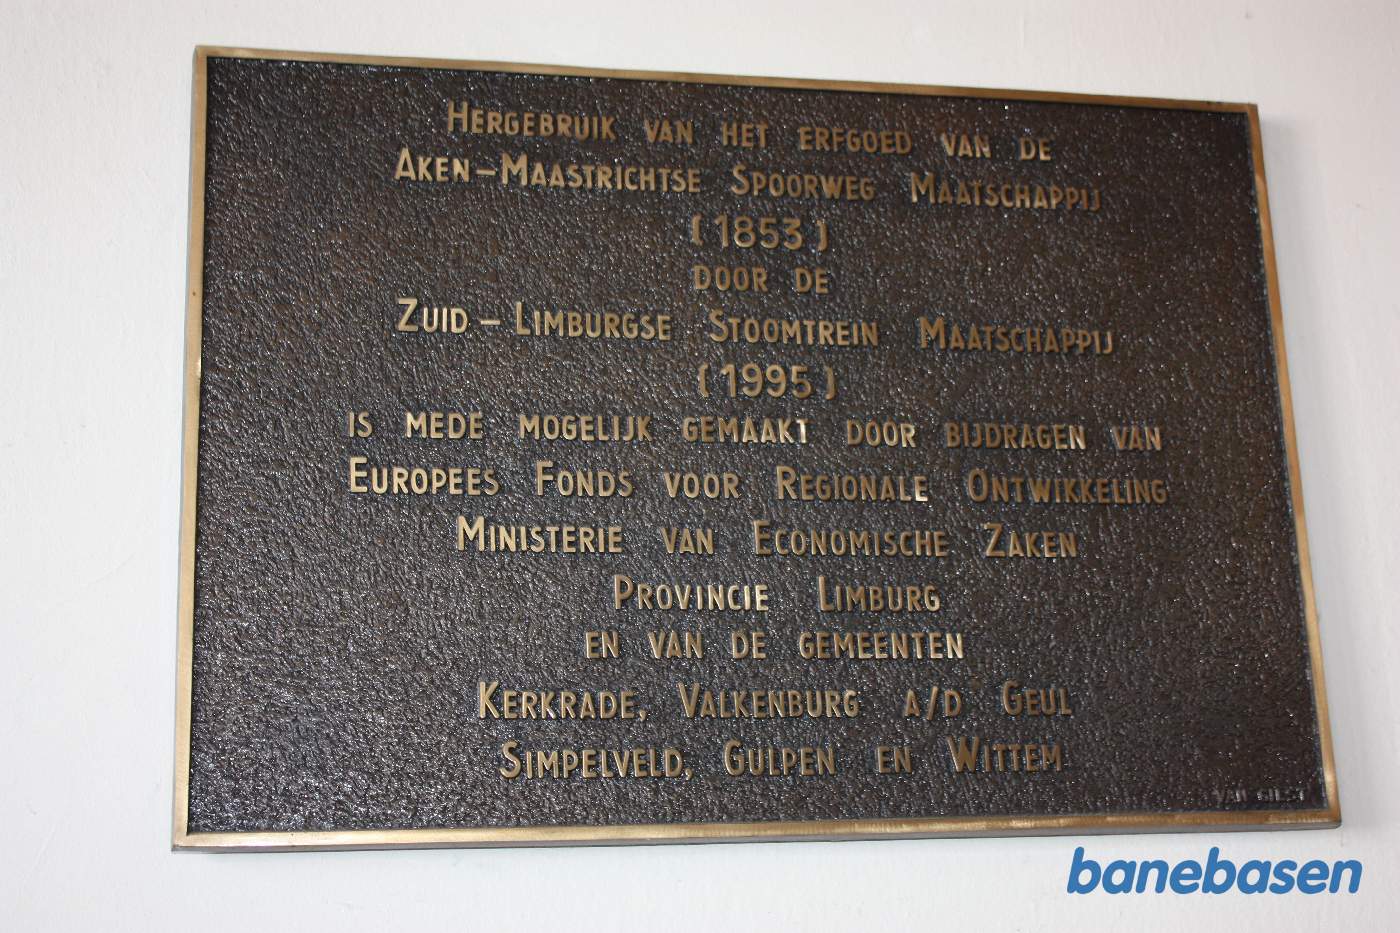 Hergebruik van het erfgoed van de
Aken-Maastrichtse Spoorweg Maatschappij
(1853)
door de
Zuid-Limburgse Stoomtrein Maatschappij
(1995)
is mede mogelijk gemaakt door bijdragen van
Europees Fonds voor Regionale Ontwikkeling
Ministerie van Economische Zaken
Provincie Limburg
en van de gemeenten
Kerkrade, Valkenburg a/d Geul
Simpelveld, Gulpen en Wittem
VAN GILST
banebasen